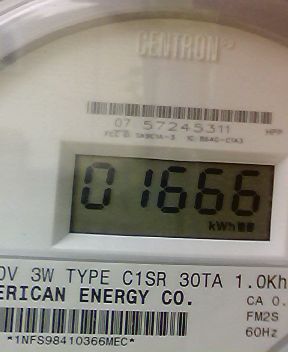 CENTRON
07 57245311
HPP
01666
kWh
0V 3W TYPE C1SR 30TA 1.0Kh
ERICAN ENERGY CO.
CA 0.
FM2S
60Hz
*1NFS98410366MEC*